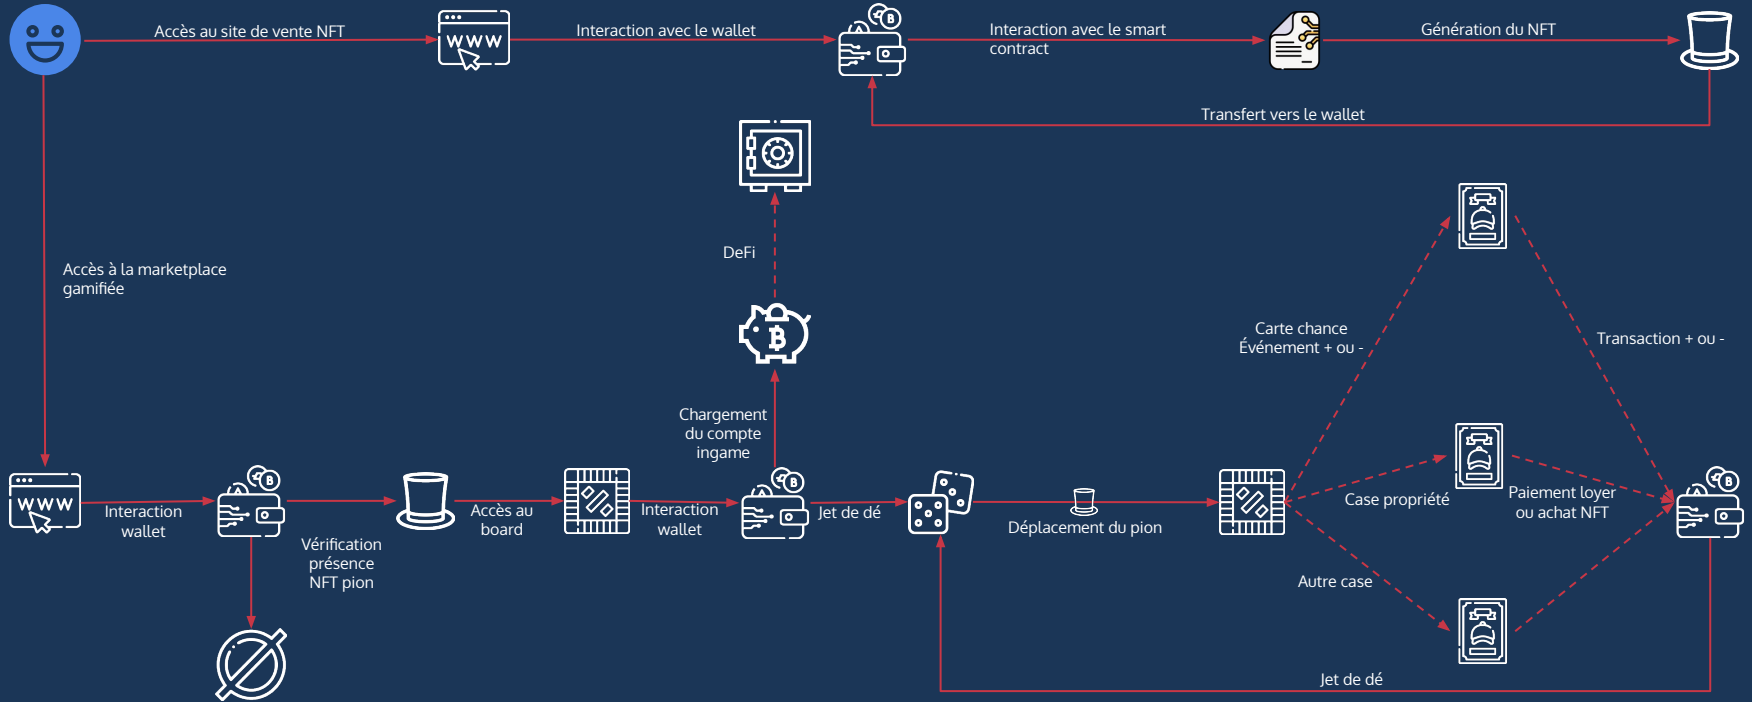 Accès au site de vente NFT
WWW
Interaction avec le wallet
B
Interaction avec le smart
contract
Génération du NFT
Transfert vers le wallet
DeFi
Accès à la marketplace
gamifiée
B
Chargement
du compte
ingame
Carte chance
Événement + ou -
Transaction + ou -
WWW
Interaction
wallet
B
Vérification
présence
NFT pion
Accès au
board
Interaction
wallet
B
Jet de dé
Déplacement du pion
Case propriété
Paiement loyer
ou achat NFT
B
Autre case
Jet de dé